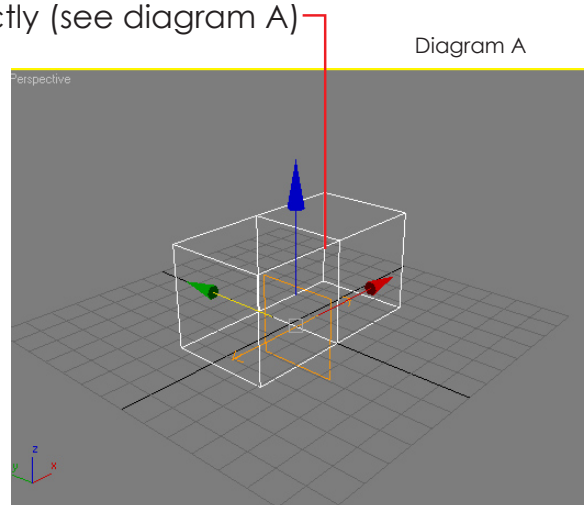 ctly (see diagram A)
Diagram A
Perspective
z
y
x